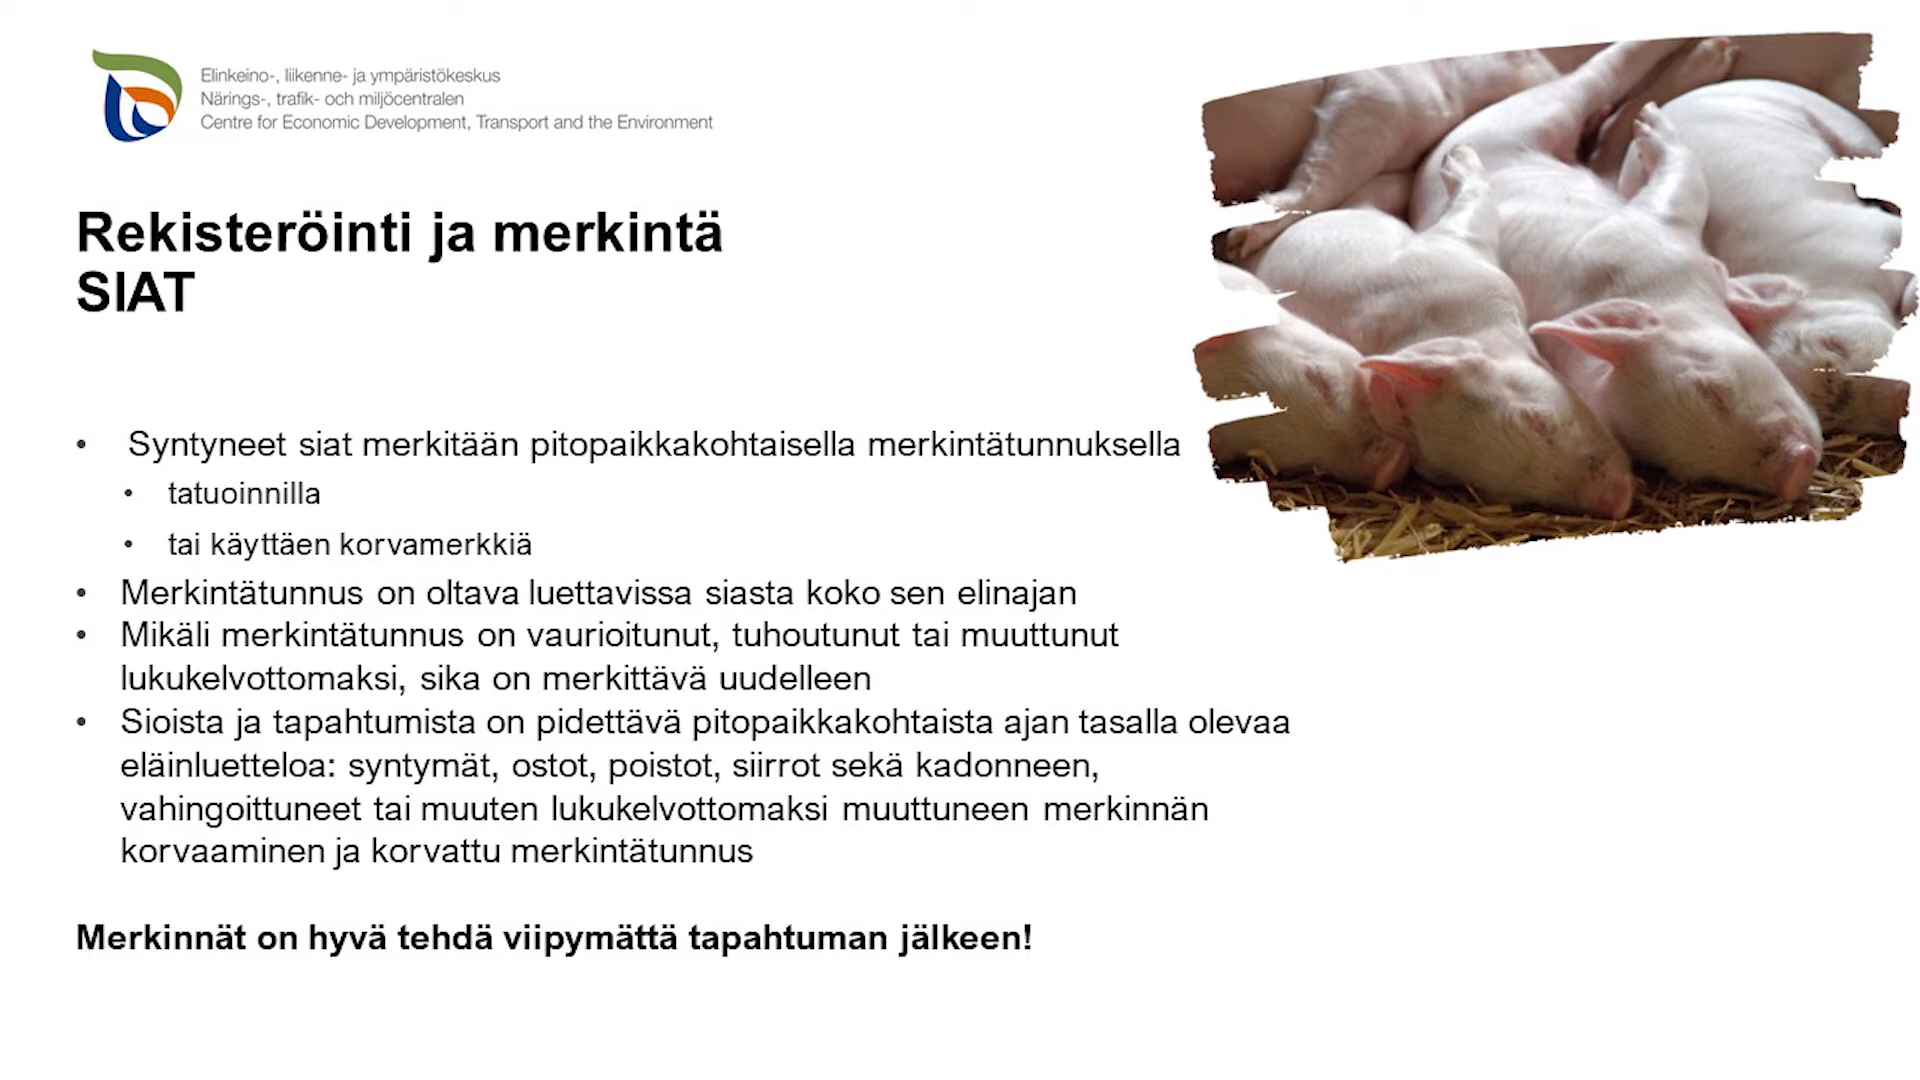 Elinkeino-, liikenne- ja ympäristökeskus
Närings-, trafik- och miljöcentralen
Centre for Economic Development, Transport and the Environment
Rekisteröinti ja merkintä
SIAT
• Syntyneet siat merkitään pitopaikkakohtaisella merkintätunnuksella
• tatuoinnilla
• tai käyttäen korvamerkkiä
• Merkintätunnus on oltava luettavissa siasta koko sen elinajan
• Mikäli merkintätunnus on vaurioitunut, tuhoutunut tai muuttunut
lukukelvottomaksi, sika on merkittävä uudelleen
• Sioista ja tapahtumista on pidettävä pitopaikkakohtaista ajan tasalla olevaa
eläinluetteloa: syntymät, ostot, poistot, siirrot sekä kadonneen,
vahingoittuneet tai muuten lukukelvottomaksi muuttuneen merkinnän
korvaaminen ja korvattu merkintätunnus
Merkinnät on hyvä tehdä viipymättä tapahtuman jälkeen!